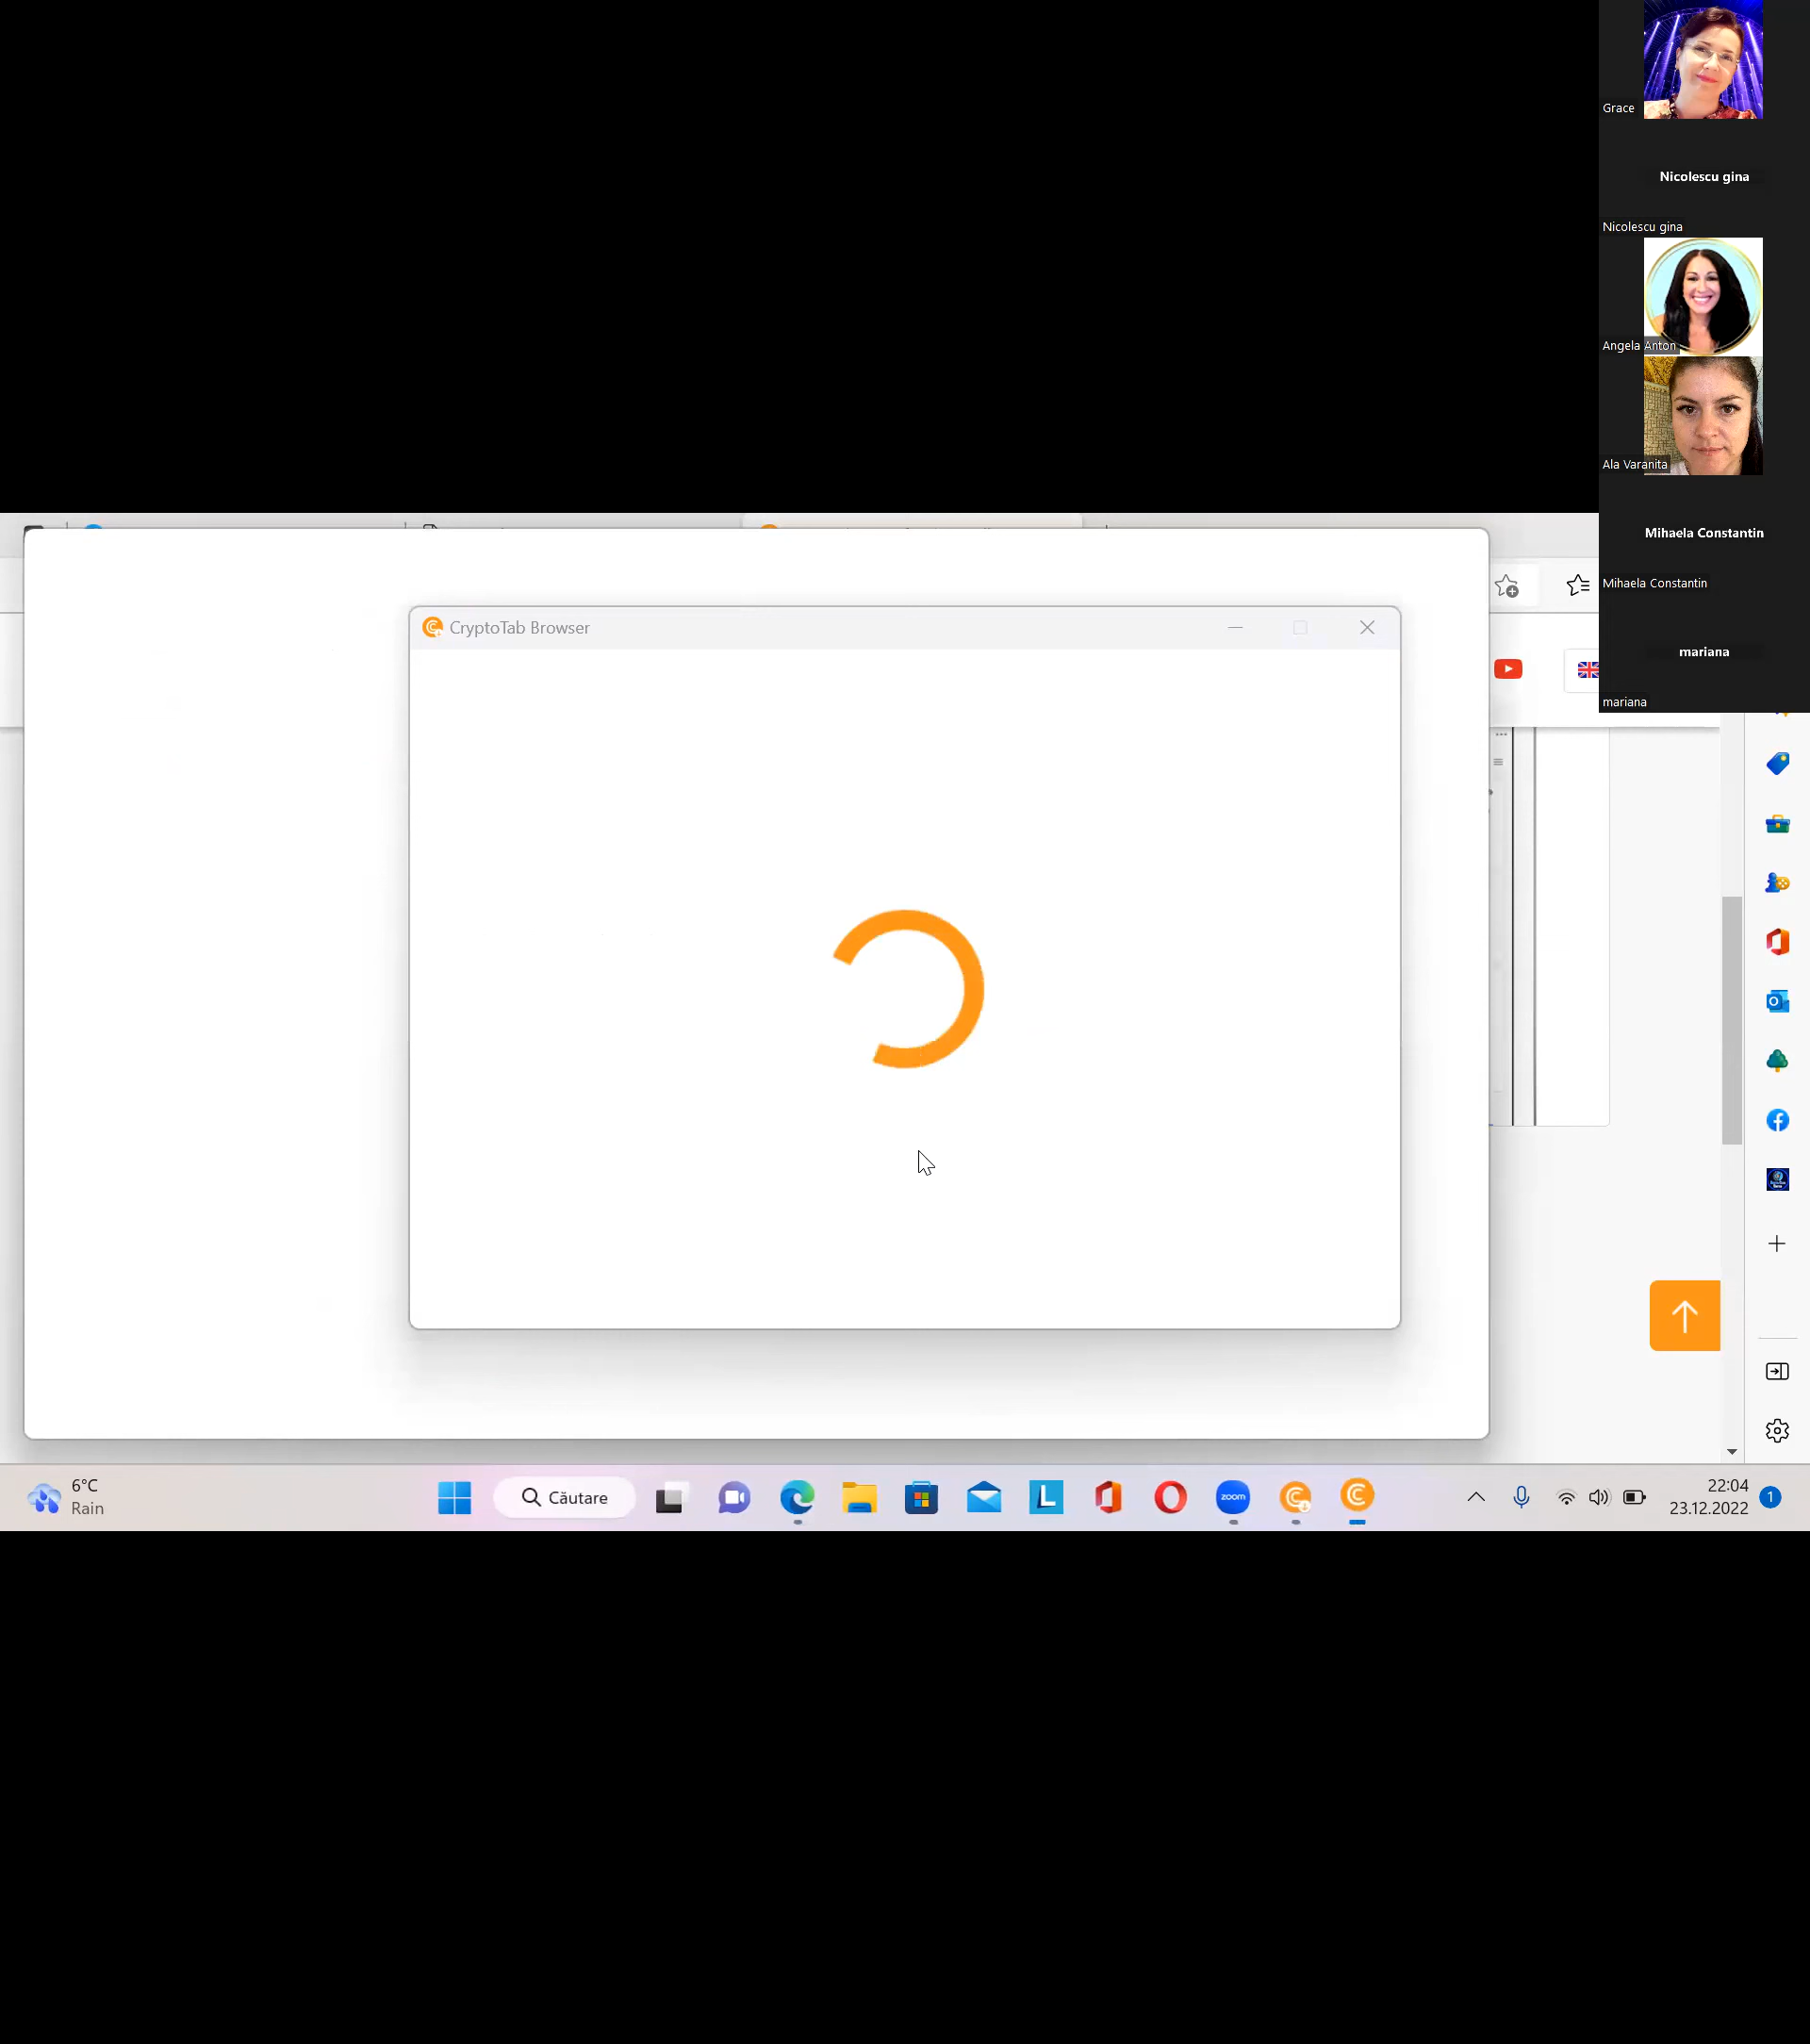 Grace
Nicolescu gina
Nicolescu gina
Angela Anton
Ala Varanita
Mihaela Constantin
Mihaela Constantin
mariana
mariana
CryptoTab Browser
6°C
Rain
Căutare
zoom
22:04
23.12.2022
1